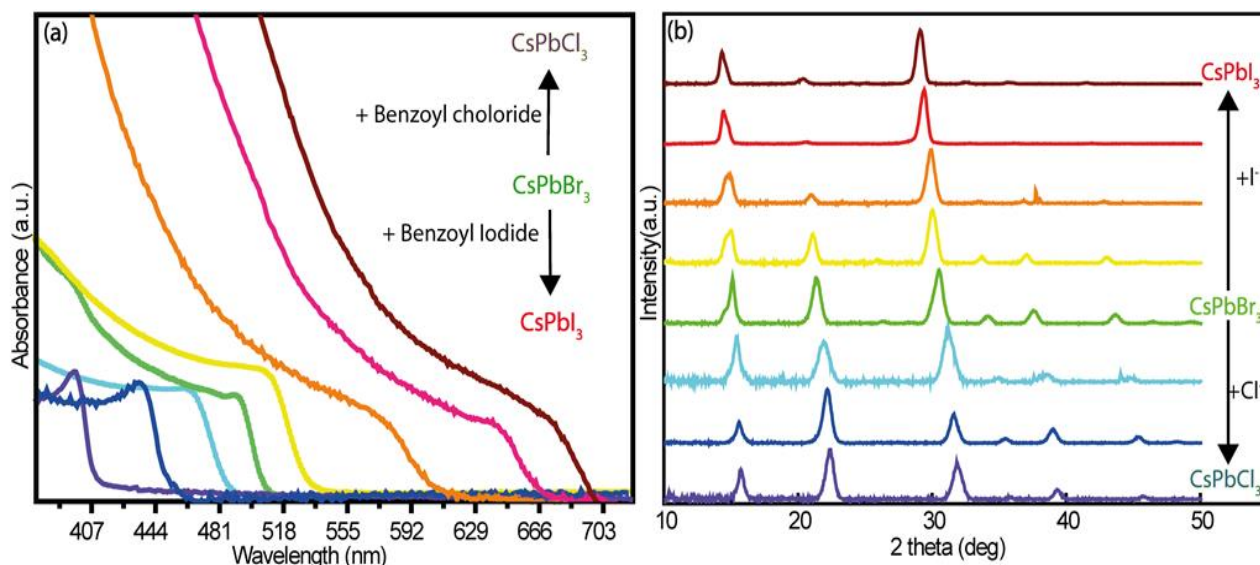 (a)
CsPbCl₃
+ Benzoyl choloride
CsPbBr₃
+ Benzoyl Iodide
CsPbI₃
Absorbance (a.u.)
407 444 481 518 555 592 629 666 703
Wavelength (nm)
(b)
CsPbI₃
+I⁻
CsPbBr₃
+Cl⁻
CsPbCl₃
Intensity(a.u.)
10 20 30 40 50
2 theta (deg)